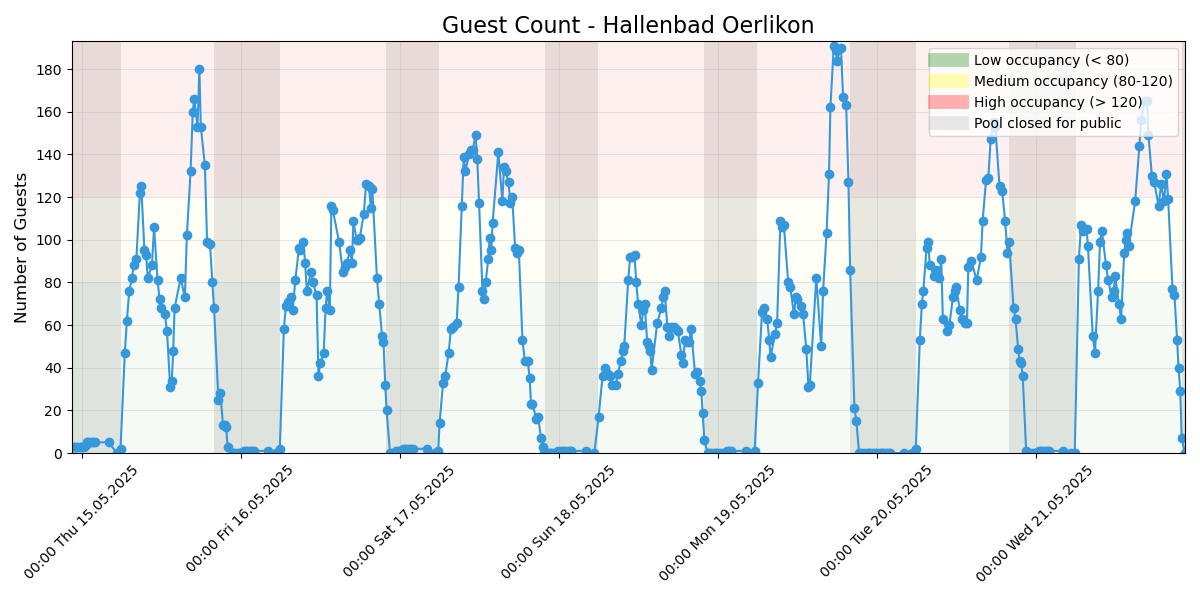 Guest Count - Hallenbad Oerlikon
Number of Guests
180
160
140
120
100
80
60
40
20
0
Low occupancy (< 80)
Medium occupancy (80-120)
High occupancy (> 120)
Pool closed for public
00:00 Thu 15.05.2025
00:00 Fri 16.05.2025
00:00 Sat 17.05.2025
00:00 Sun 18.05.2025
00:00 Mon 19.05.2025
00:00 Tue 20.05.2025
00:00 Wed 21.05.2025